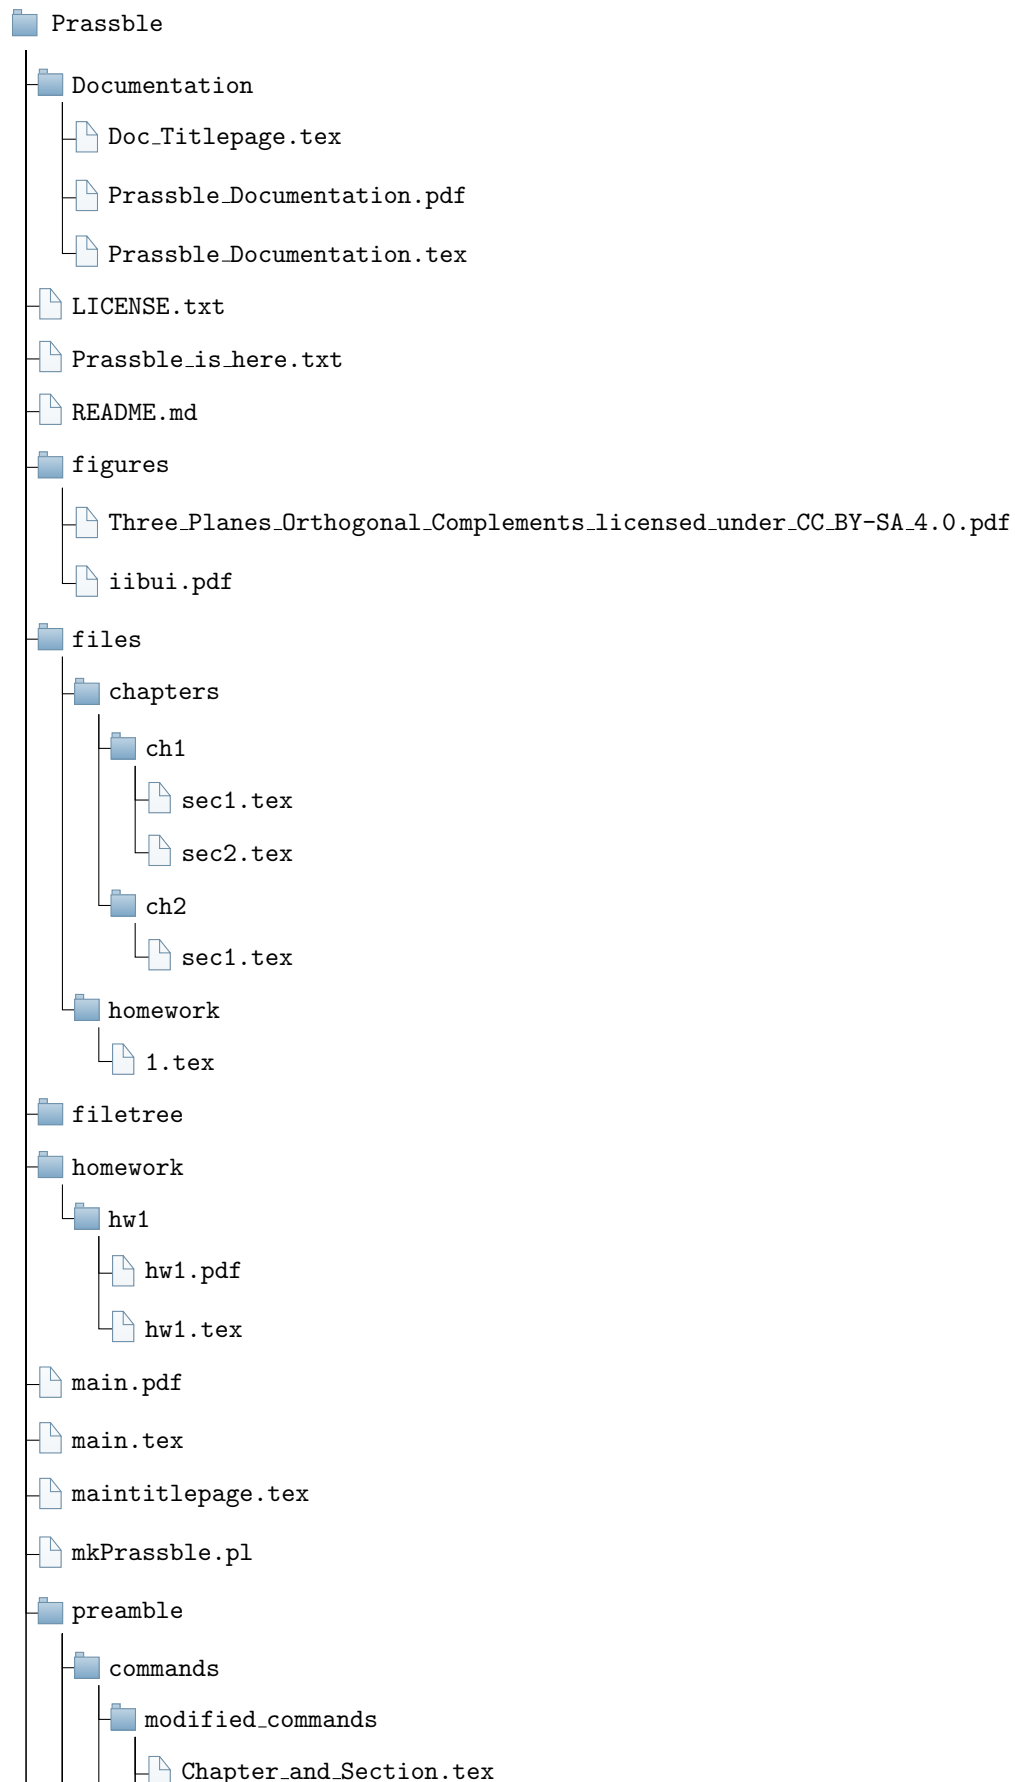 Prassble
Documentation
Doc_Titlepage.tex
Prassble_Documentation.pdf
Prassble_Documentation.tex
LICENSE.txt
Prassble_is_here.txt
README.md
figures
Three_Planes_Orthogonal_Complements_licensed_under_CC_BY-SA_4.0.pdf
iibui.pdf
files
chapters
ch1
sec1.tex
sec2.tex
ch2
sec1.tex
homework
1.tex
filetree
homework
hw1
hw1.pdf
hw1.tex
main.pdf
main.tex
maintitlepage.tex
mkPrassble.pl
preamble
commands
modified_commands
Chapter_and_Section.tex